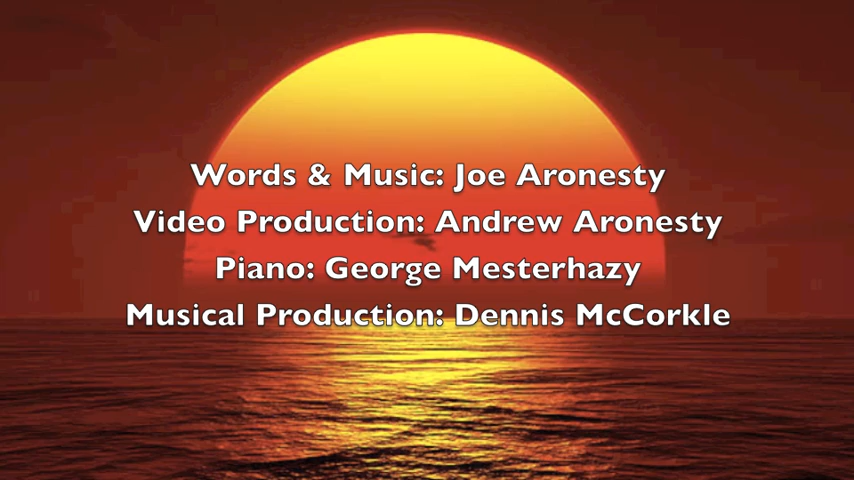 Words & Music: Joe Aronesty
Video Production: Andrew Aronesty
Piano: George Mesterhazy
Musical Production: Dennis McCorkle